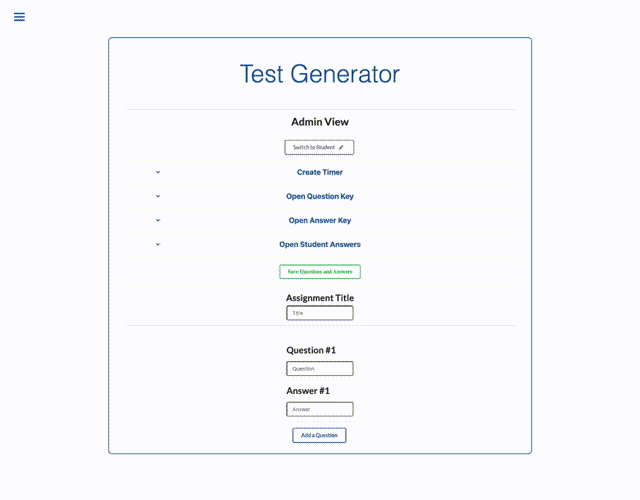 Test Generator
Admin View
Switch to Student
Create Timer
Open Question Key
Open Answer Key
Open Student Answers
Save Questions and Answers
Assignment Title
Title
Question #1
Question
Answer #1
Answer
Add a Question